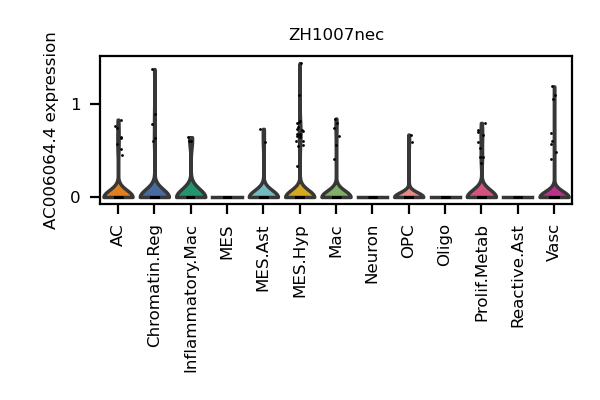 ZH1007nec
AC006064.4 expression
1
0
AC
Chromatin.Reg
Inflammatory.Mac
MES
MES.Ast
MES.Hyp
Mac
Neuron
OPC
Oligo
Prolif.Metab
Reactive.Ast
Vasc